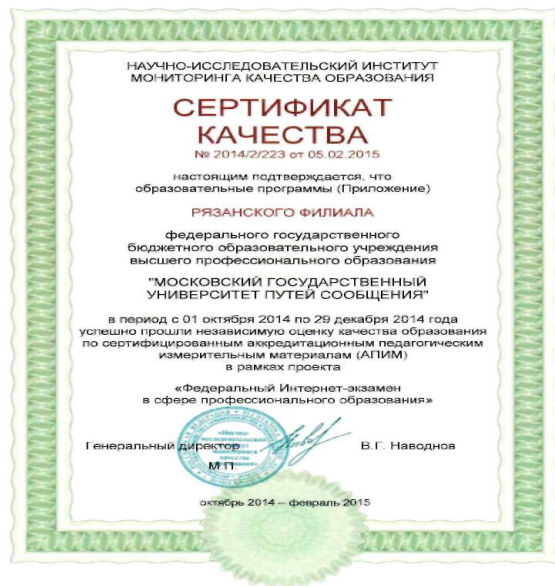 НАУЧНО-ИССЛЕДОВАТЕЛЬСКИЙ ИНСТИТУТ
МОНИТОРИНГА КАЧЕСТВА ОБРАЗОВАНИЯ
СЕРТИФИКАТ
КАЧЕСТВА
№ 2014/2/223 от 05.02.2015
настоящим подтверждается, что
образовательные программы (Приложение)
РЯЗАНСКОГО ФИЛИАЛА
федерального государственного
бюджетного образовательного учреждения
высшего профессионального образования
"МОСКОВСКИЙ ГОСУДАРСТВЕННЫЙ
УНИВЕРСИТЕТ ПУТЕЙ СООБЩЕНИЯ"
в период с 01 октября 2014 по 29 декабря 2014 года
успешно прошли независимую оценку качества образования
по сертифицированным аккредитационным педагогическим
измерительным материалам (АПИМ)
в рамках проекта
«Федеральный Интернет-экзамен
в сфере профессионального образования»
Генеральный директор В.Г. Наводнов
М.П.
октябрь 2014 – февраль 2015